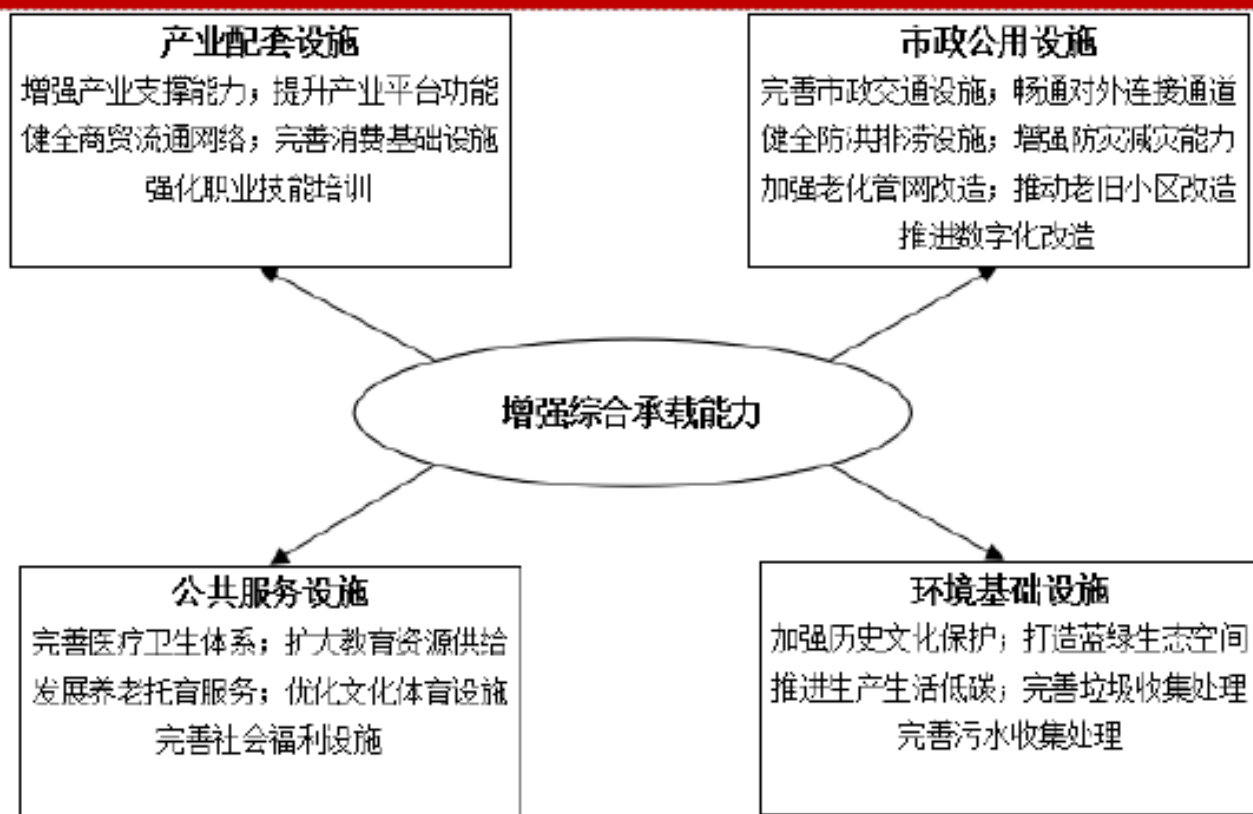 产业配套设施
增强产业支撑能力；提升产业平台功能
健全商贸流通网络；完善消费基础设施
强化职业技能培训
市政公用设施
完善市政交通设施；畅通对外连接通道
健全防洪排涝设施；增强防灾减灾能力
加强老化管网改造；推动老旧小区改造
推进数字化改造
增强综合承载能力
公共服务设施
完善医疗卫生体系；扩大教育资源供给
发展养老托育服务；优化文化体育设施
完善社会福利设施
环境基础设施
加强历史文化保护；打造蓝绿生态空间
推进生产生活低碳；完善垃圾收集处理
完善污水收集处理